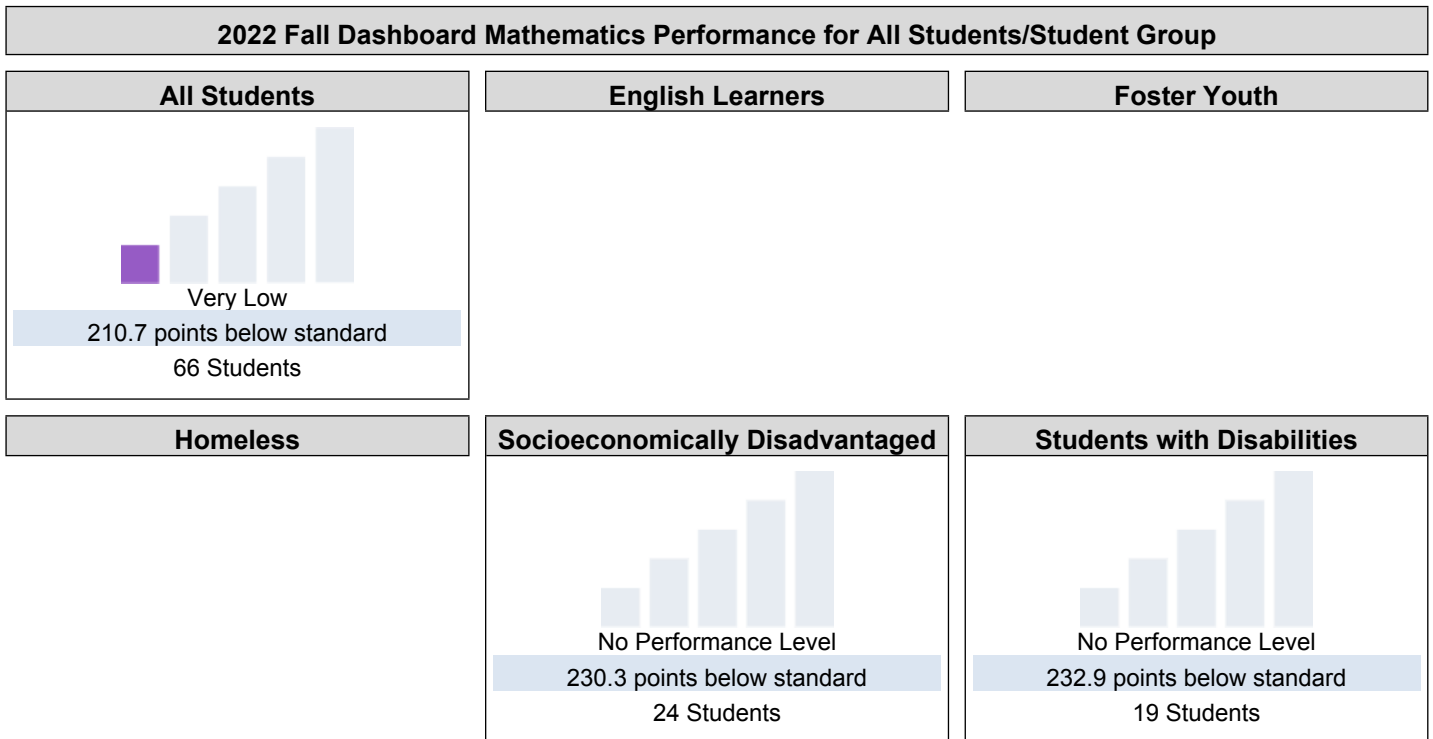 2022 Fall Dashboard Mathematics Performance for All Students/Student Group
All Students
English Learners
Foster Youth
Very Low
210.7 points below standard
66 Students
Homeless
Socioeconomically Disadvantaged
Students with Disabilities
No Performance Level
230.3 points below standard
24 Students
No Performance Level
232.9 points below standard
19 Students